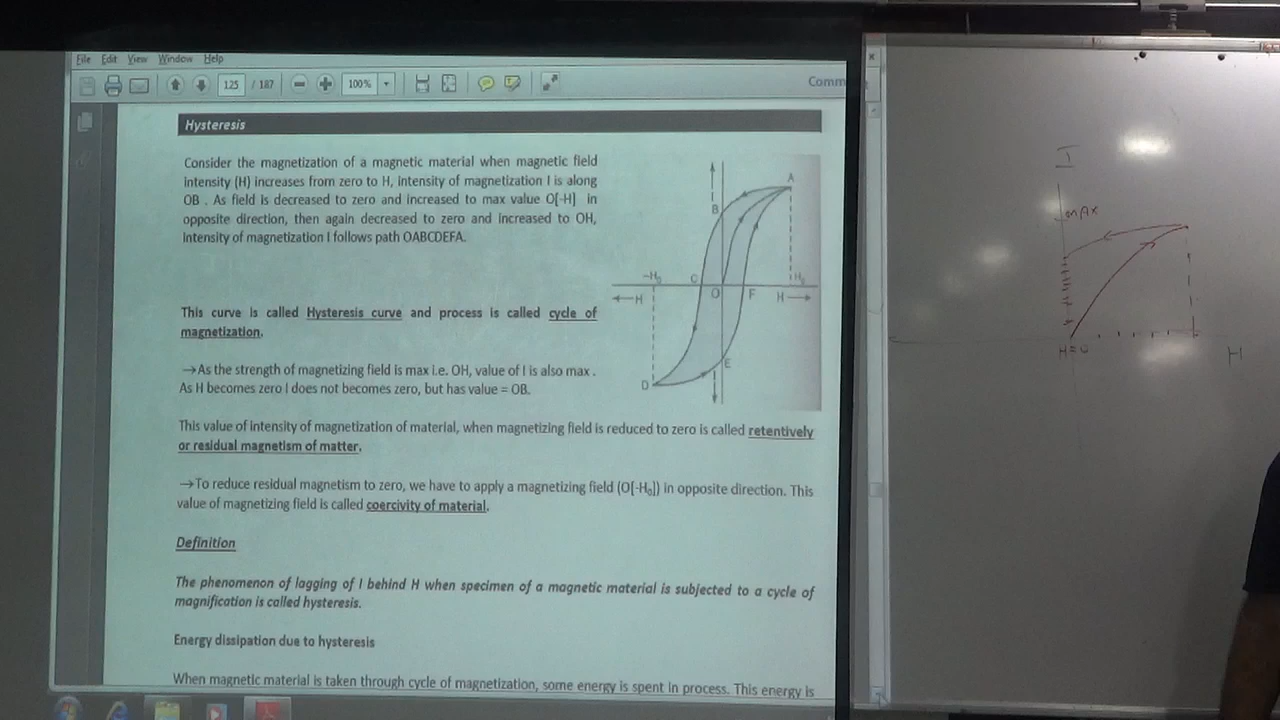 File Edit View Window Help
125 / 187 100% Comm
Hysteresis
Consider the magnetization of a magnetic material when magnetic field
intensity (H) increases from zero to H, intensity of magnetization I is along
OB . As field is decreased to zero and increased to max value O[-H] in
opposite direction, then again decreased to zero and increased to OH,
intensity of magnetization I follows path OABCDEFA.
A
B
I
-H₀ C H₀
←H O F H→
E
D
I
This curve is called Hysteresis curve and process is called cycle of
magnetization.
→As the strength of magnetizing field is max i.e. OH, value of I is also max .
As H becomes zero I does not becomes zero, but has value = OB.
This value of intensity of magnetization of material, when magnetizing field is reduced to zero is called retentively
or residual magnetism of matter.
→To reduce residual magnetism to zero, we have to apply a magnetizing field (O[-H₀]) in opposite direction. This
value of magnetizing field is called coercivity of material.
Definition
The phenomenon of lagging of I behind H when specimen of a magnetic material is subjected to a cycle of
magnification is called hysteresis.
Energy dissipation due to hysteresis
When magnetic material is taken through cycle of magnetization, some energy is spent in process. This energy is
I
max
H=0
H